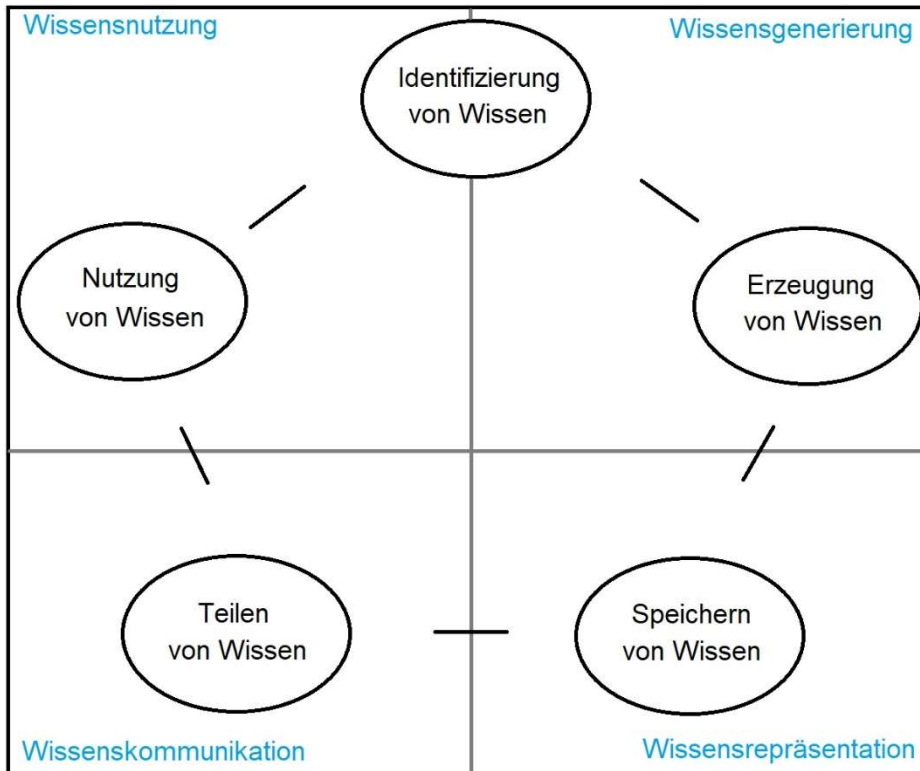 Wissensnutzung
Wissensgenerierung
Identifizierung
von Wissen
Nutzung
von Wissen
Erzeugung
von Wissen
Teilen
von Wissen
Speichern
von Wissen
Wissenskommunikation
Wissensrepräsentation